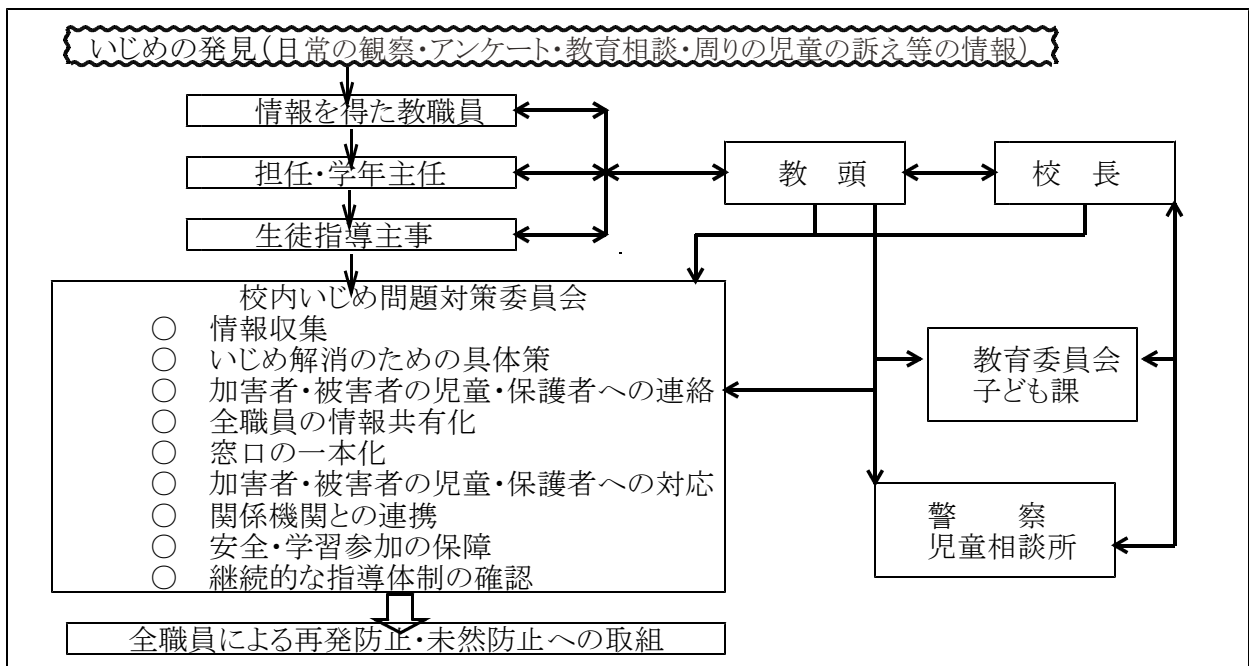 いじめの発見(日常の観察・アンケート・教育相談・周りの児童の訴え等の情報)
情報を得た教職員
担任・学年主任
生徒指導主事
教　頭
校　長
校内いじめ問題対策委員会
○　情報収集
○　いじめ解消のための具体策
○　加害者・被害者の児童・保護者への連絡
○　全職員の情報共有化
○　窓口の一本化
○　加害者・被害者の児童・保護者への対応
○　関係機関との連携
○　安全・学習参加の保障
○　継続的な指導体制の確認
教育委員会
子ども課
警　　察
児童相談所
全職員による再発防止・未然防止への取組